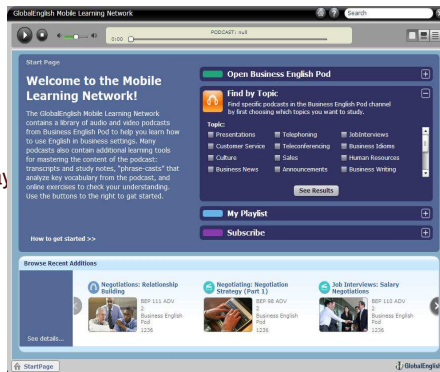 GlobalEnglish Mobile Learning Network
Search
0:00
PODCAST: null
Start Page
Welcome to the Mobile
Learning Network!
The GlobalEnglish Mobile Learning Network
contains a library of audio and video podcasts
from Business English Pod to help you learn how
to use English in business settings. Many
podcasts also contain additional learning tools
for mastering the content of the podcast:
transcripts and study notes, "phrase-casts" that
analyze key vocabulary from the podcast, and
online exercises to check your understanding.
Use the buttons to the right to gat started.
How to get started >>
Open Business English Pod
Find by Topic
Find specific podcasts in the Business English Pod channel
by first choosing which topics you want to study.
Topic:
Presentations Telephoning JobInterviews
Customer Service Teleconferencing Business Idioms
Culture Sales Human Resources
Business News Announcements Business Writing
See Results
My Playlist
Subscribe
Browse Recent Additions
See details...
Negotiations: Relationship
Building
BEP 111 ADV
2
Business English
Pod
1236
Negotiating: Negotiation
Strategy (Part 1)
BEP 98 ADV
2
Business English
Pod
1236
Job Interviews: Salary
Negotiations
BEP 110 ADV
2
Business English
Pod
1236
StartPage
GlobalEnglish